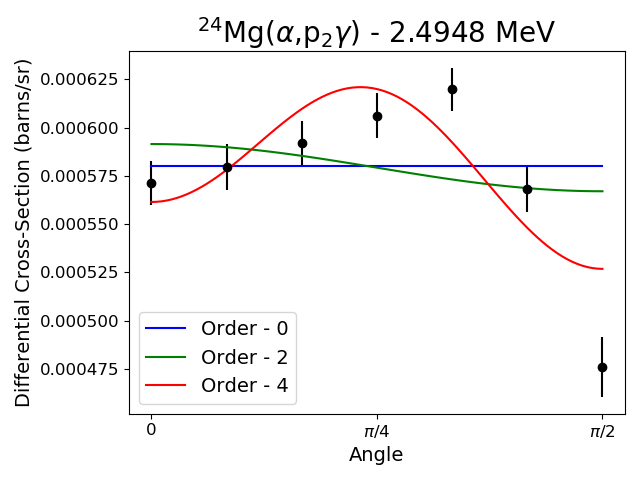 ²⁴Mg(α,p₂γ) - 2.4948 MeV
Differential Cross-Section (barns/sr)
0.000625
0.000600
0.000575
0.000550
0.000525
0.000500
0.000475
Order - 0
Order - 2
Order - 4
0
π/4
π/2
Angle